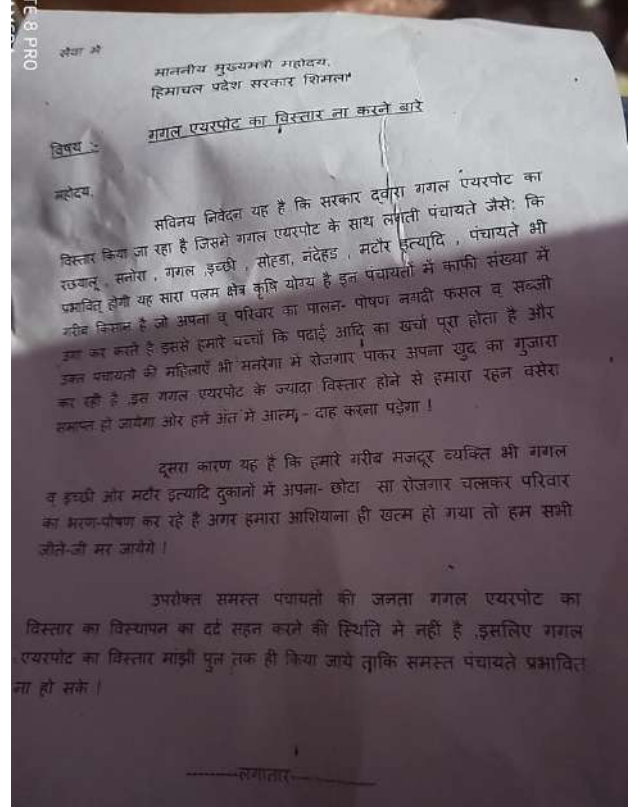 TE 8 PRO
सेवा में
माननीय मुख्यमंत्री महोदय,
हिमाचल प्रदेश सरकार शिमला
विषय :- गगल एयरपोट का विस्तार ना करने बारे
महोदय,
सविनय निवेदन यह है कि सरकार द्वारा गगल एयरपोट का
विस्तार किया जा रहा है जिसमे गगल एयरपोट के साथ लगती पंचायते जैसे: कि
रछयालू , सनोरा , गगल ,इच्छी , सोहडा, नंदेहड , मटौर इत्यादि , पंचायते भी
प्रभावित् होगी यह सारा पलम क्षेत्र कृषि योग्य है इन पंचायतों में काफी संख्या में
गरीब किसान है जो अपना व् परिवार का पालन- पोषण नगदी फसल व सब्जी
उगा कर करते है इससे हमारे बच्चों कि पढाई आदि का खर्चा पूरा होता है और
उक्त पंचायतो की महिलाएँ भी मनरेगा में रोजगार पाकर अपना खुद का गुजारा
कर रही है ,इस गगल एयरपोट के ज्यादा विस्तार होने से हमारा रहन वसेरा
समाप्त हो जायेगा ओर हमें अंत मे आत्म् - दाह करना पड़ेगा !
दूसरा कारण यह है कि हमारे गरीब मजदूर व्यक्ति भी गगल
व् इच्छी ओर मटौर इत्यादि दुकानों में अपना- छोटा सा रोजगार चलाकर परिवार
का भरण-पोषण कर रहे है अगर हमारा आशियाना ही खत्म हो गया तो हम सभी
जीते-जी मर जायेंगे !
उपरोक्त समस्त पंचायतो की जनता गगल एयरपोट का
विस्तार का विस्थापन का दर्द सहन करने की स्थिति मे नहीं है ,इसलिए गगल
एयरपोट का विस्तार मांझी पुल तक ही किया जाये ताकि समस्त पंचायते प्रभावित
ना हो सके !
---------लगातार------------